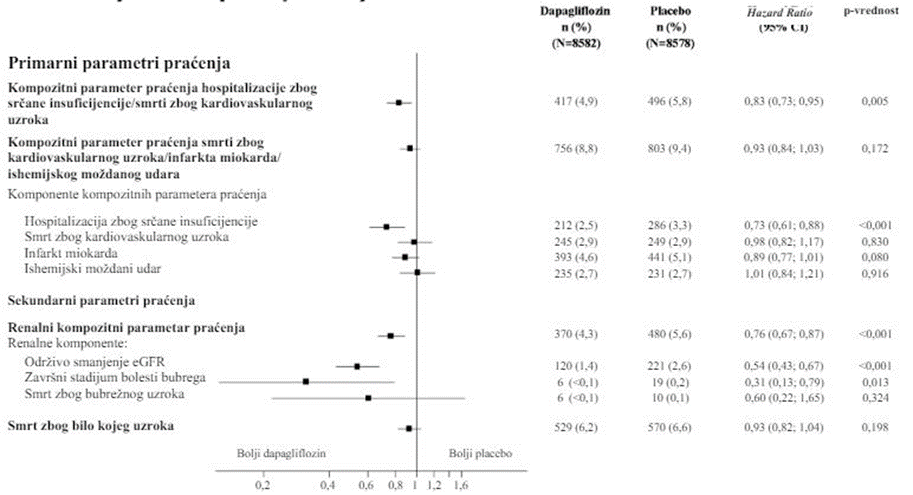 Dapagliflozin Placebo Hazard Ratio p-vrednost
n (%) n (%) (95% CI)
(N=8582) (N=8578)
Primarni parametri praćenja
Kompozitni parameter praćenja hospitalizacije zbog
srčane insuficijencije/smrti zbog kardiovaskularnog 417 (4,9) 496 (5,8) 0,83 (0,73; 0,95) 0,005
uzroka
Kompozitni parameter praćenja smrti zbog
kardiovaskularnog uzroka/infarkta miokarda/ 756 (8,8) 803 (9,4) 0,93 (0,84; 1,03) 0,172
ishemijskog moždanog udara
Komponente kompozitnih parametera praćenja
Hospitalizacija zbog srčane insuficijencije 212 (2,5) 286 (3,3) 0,73 (0,61; 0,88) <0,001
Smrt zbog kardiovaskularnog uzroka 245 (2,9) 249 (2,9) 0,98 (0,82; 1,17) 0,830
Infarkt miokarda 393 (4,6) 441 (5,1) 0,89 (0,77; 1,01) 0,080
Ishemijski moždani udar 235 (2,7) 231 (2,7) 1,01 (0,84; 1,21) 0,916
Sekundarni parametri praćenja
Renalni kompozitni parametar praćenja 370 (4,3) 480 (5,6) 0,76 (0,67; 0,87) <0,001
Renalne komponente:
Održivo smanjenje eGFR 120 (1,4) 221 (2,6) 0,54 (0,43; 0,67) <0,001
Završni stadijum bolesti bubrega 6 (<0,1) 19 (0,2) 0,31 (0,13; 0,79) 0,013
Smrt zbog bubrežnog uzroka 6 (<0,1) 10 (0,1) 0,60 (0,22; 1,65) 0,324
Smrt zbog bilo kojeg uzroka 529 (6,2) 570 (6,6) 0,93 (0,82; 1,04) 0,198
Bolji dapagliflozin Bolji placebo
0,2 0,4 0,6 0,8 1 1,2 1,6